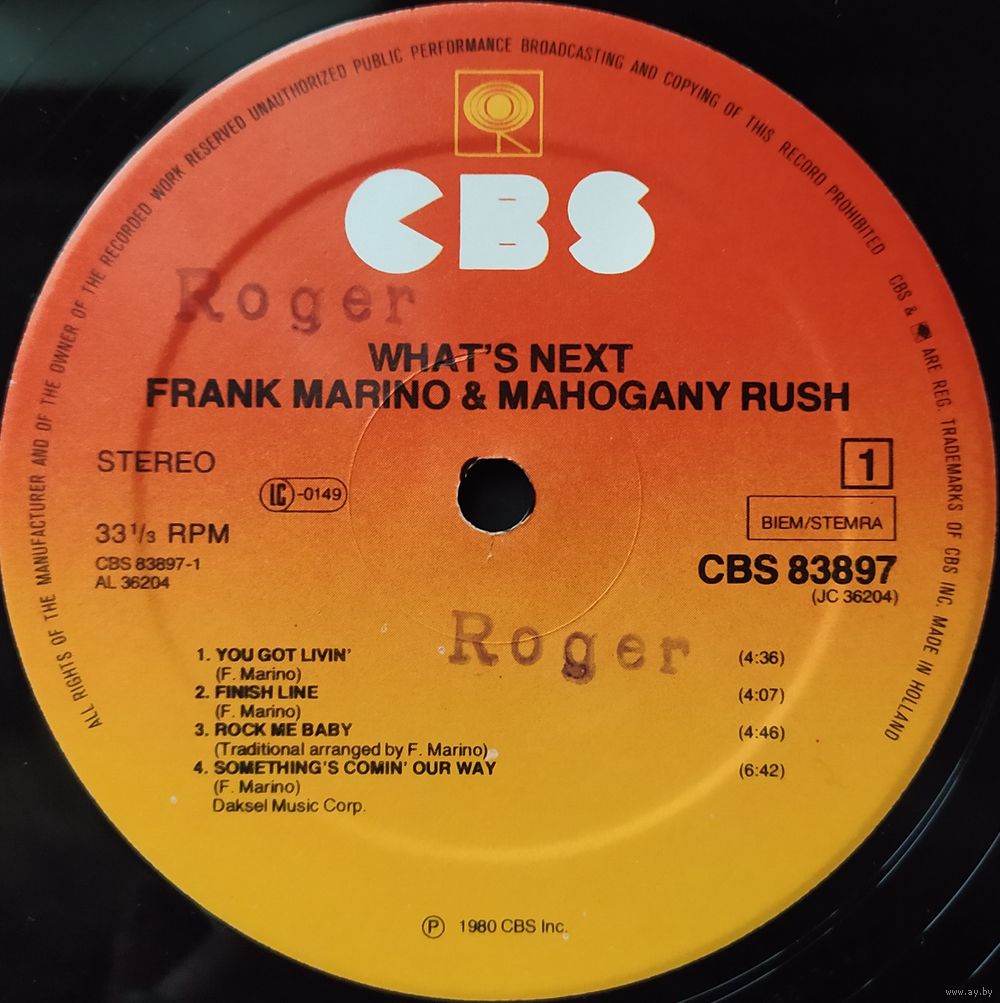 ALL RIGHTS OF THE MANUFACTURER AND OF THE OWNER OF THE RECORDED WORK RESERVED UNAUTHORIZED PUBLIC PERFORMANCE BROADCASTING AND COPYING OF THIS RECORD PROHIBITED
CBS & ARE REG. TRADEMARKS OF CBS INC. MADE IN HOLLAND
CBS
Roger
WHAT'S NEXT
FRANK MARINO & MAHOGANY RUSH
STEREO
1
LC-0149
BIEM/STEMRA
33 1/3 RPM
CBS 83897-1
CBS 83897
AL 36204
(JC 36204)
Roger
1. YOU GOT LIVIN' (4:36)
(F. Marino)
2. FINISH LINE (4:07)
(F. Marino)
3. ROCK ME BABY (4:46)
(Traditional arranged by F. Marino)
4. SOMETHING'S COMIN' OUR WAY (6:42)
(F. Marino)
Daksel Music Corp.
℗ 1980 CBS Inc.
www.ay.by